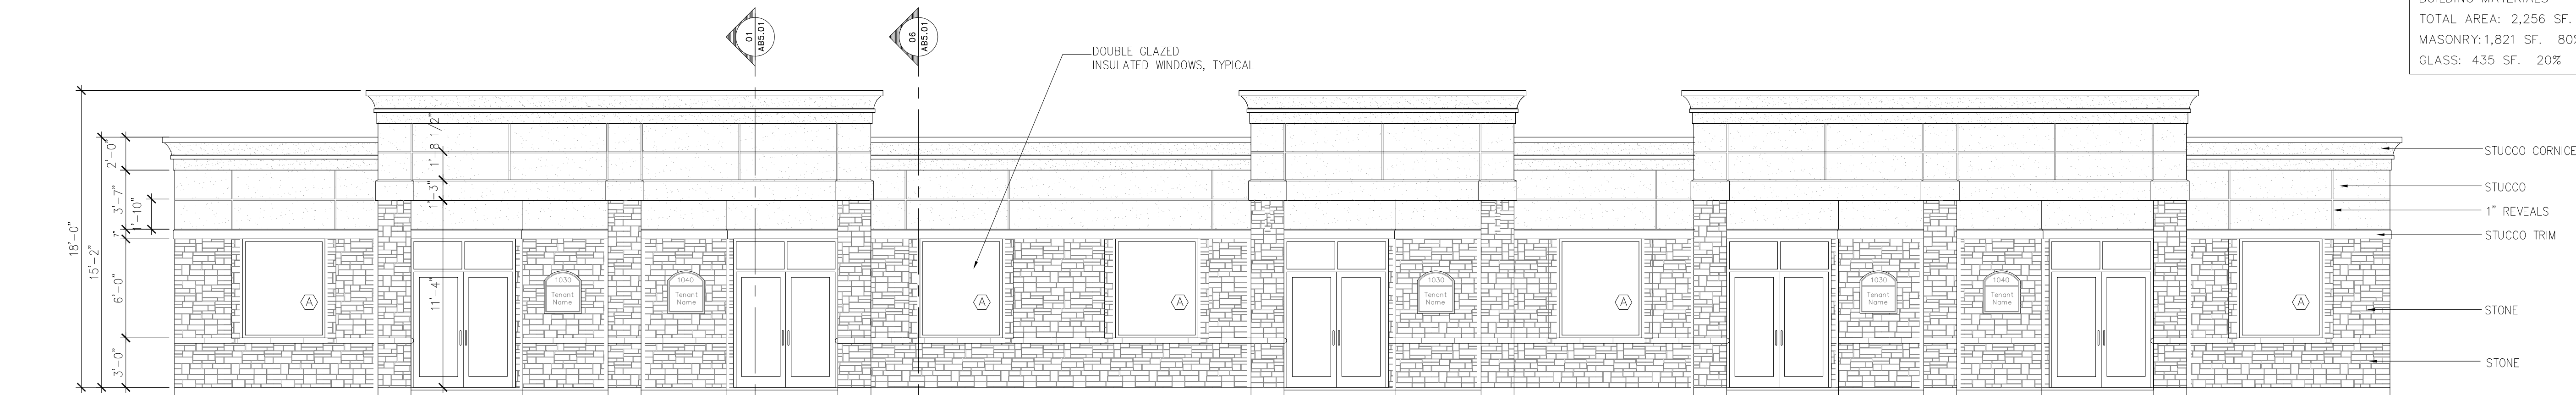 BUILDING MATERIALS
TOTAL AREA: 2,256 SF.
MASONRY: 1,821 SF. 80%
GLASS: 435 SF. 20%
01
AB5.01
06
AB5.01
DOUBLE GLAZED
INSULATED WINDOWS, TYPICAL
18'-0"
15'-2"
2'-0"
3'-7"
1'-10"
7"
6'-0"
3'-0"
1'-8 1/2"
1'-3"
11'-4"
STUCCO CORNICE
STUCCO
1" REVEALS
STUCCO TRIM
STONE
STONE
A
1030
Tenant
Name
1040
Tenant
Name
A
A
1030
Tenant
Name
A
1030
Tenant
Name
1040
Tenant
Name
A